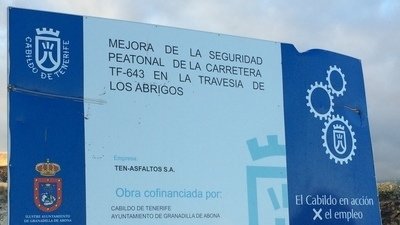 CABILDO DE TENERIFE
MEJORA DE LA SEGURIDAD
PEATONAL DE LA CARRETERA
TF-643 EN LA TRAVESIA DE
LOS ABRIGOS
Empresa
TEN-ASFALTOS S.A.
Obra cofinanciada por:
CABILDO DE TENERIFE
AYUNTAMIENTO DE GRANADILLA DE ABONA
ILUSTRE AYUNTAMIENTO
DE GRANADILLA DE ABONA
El Cabildo en acción
X el empleo